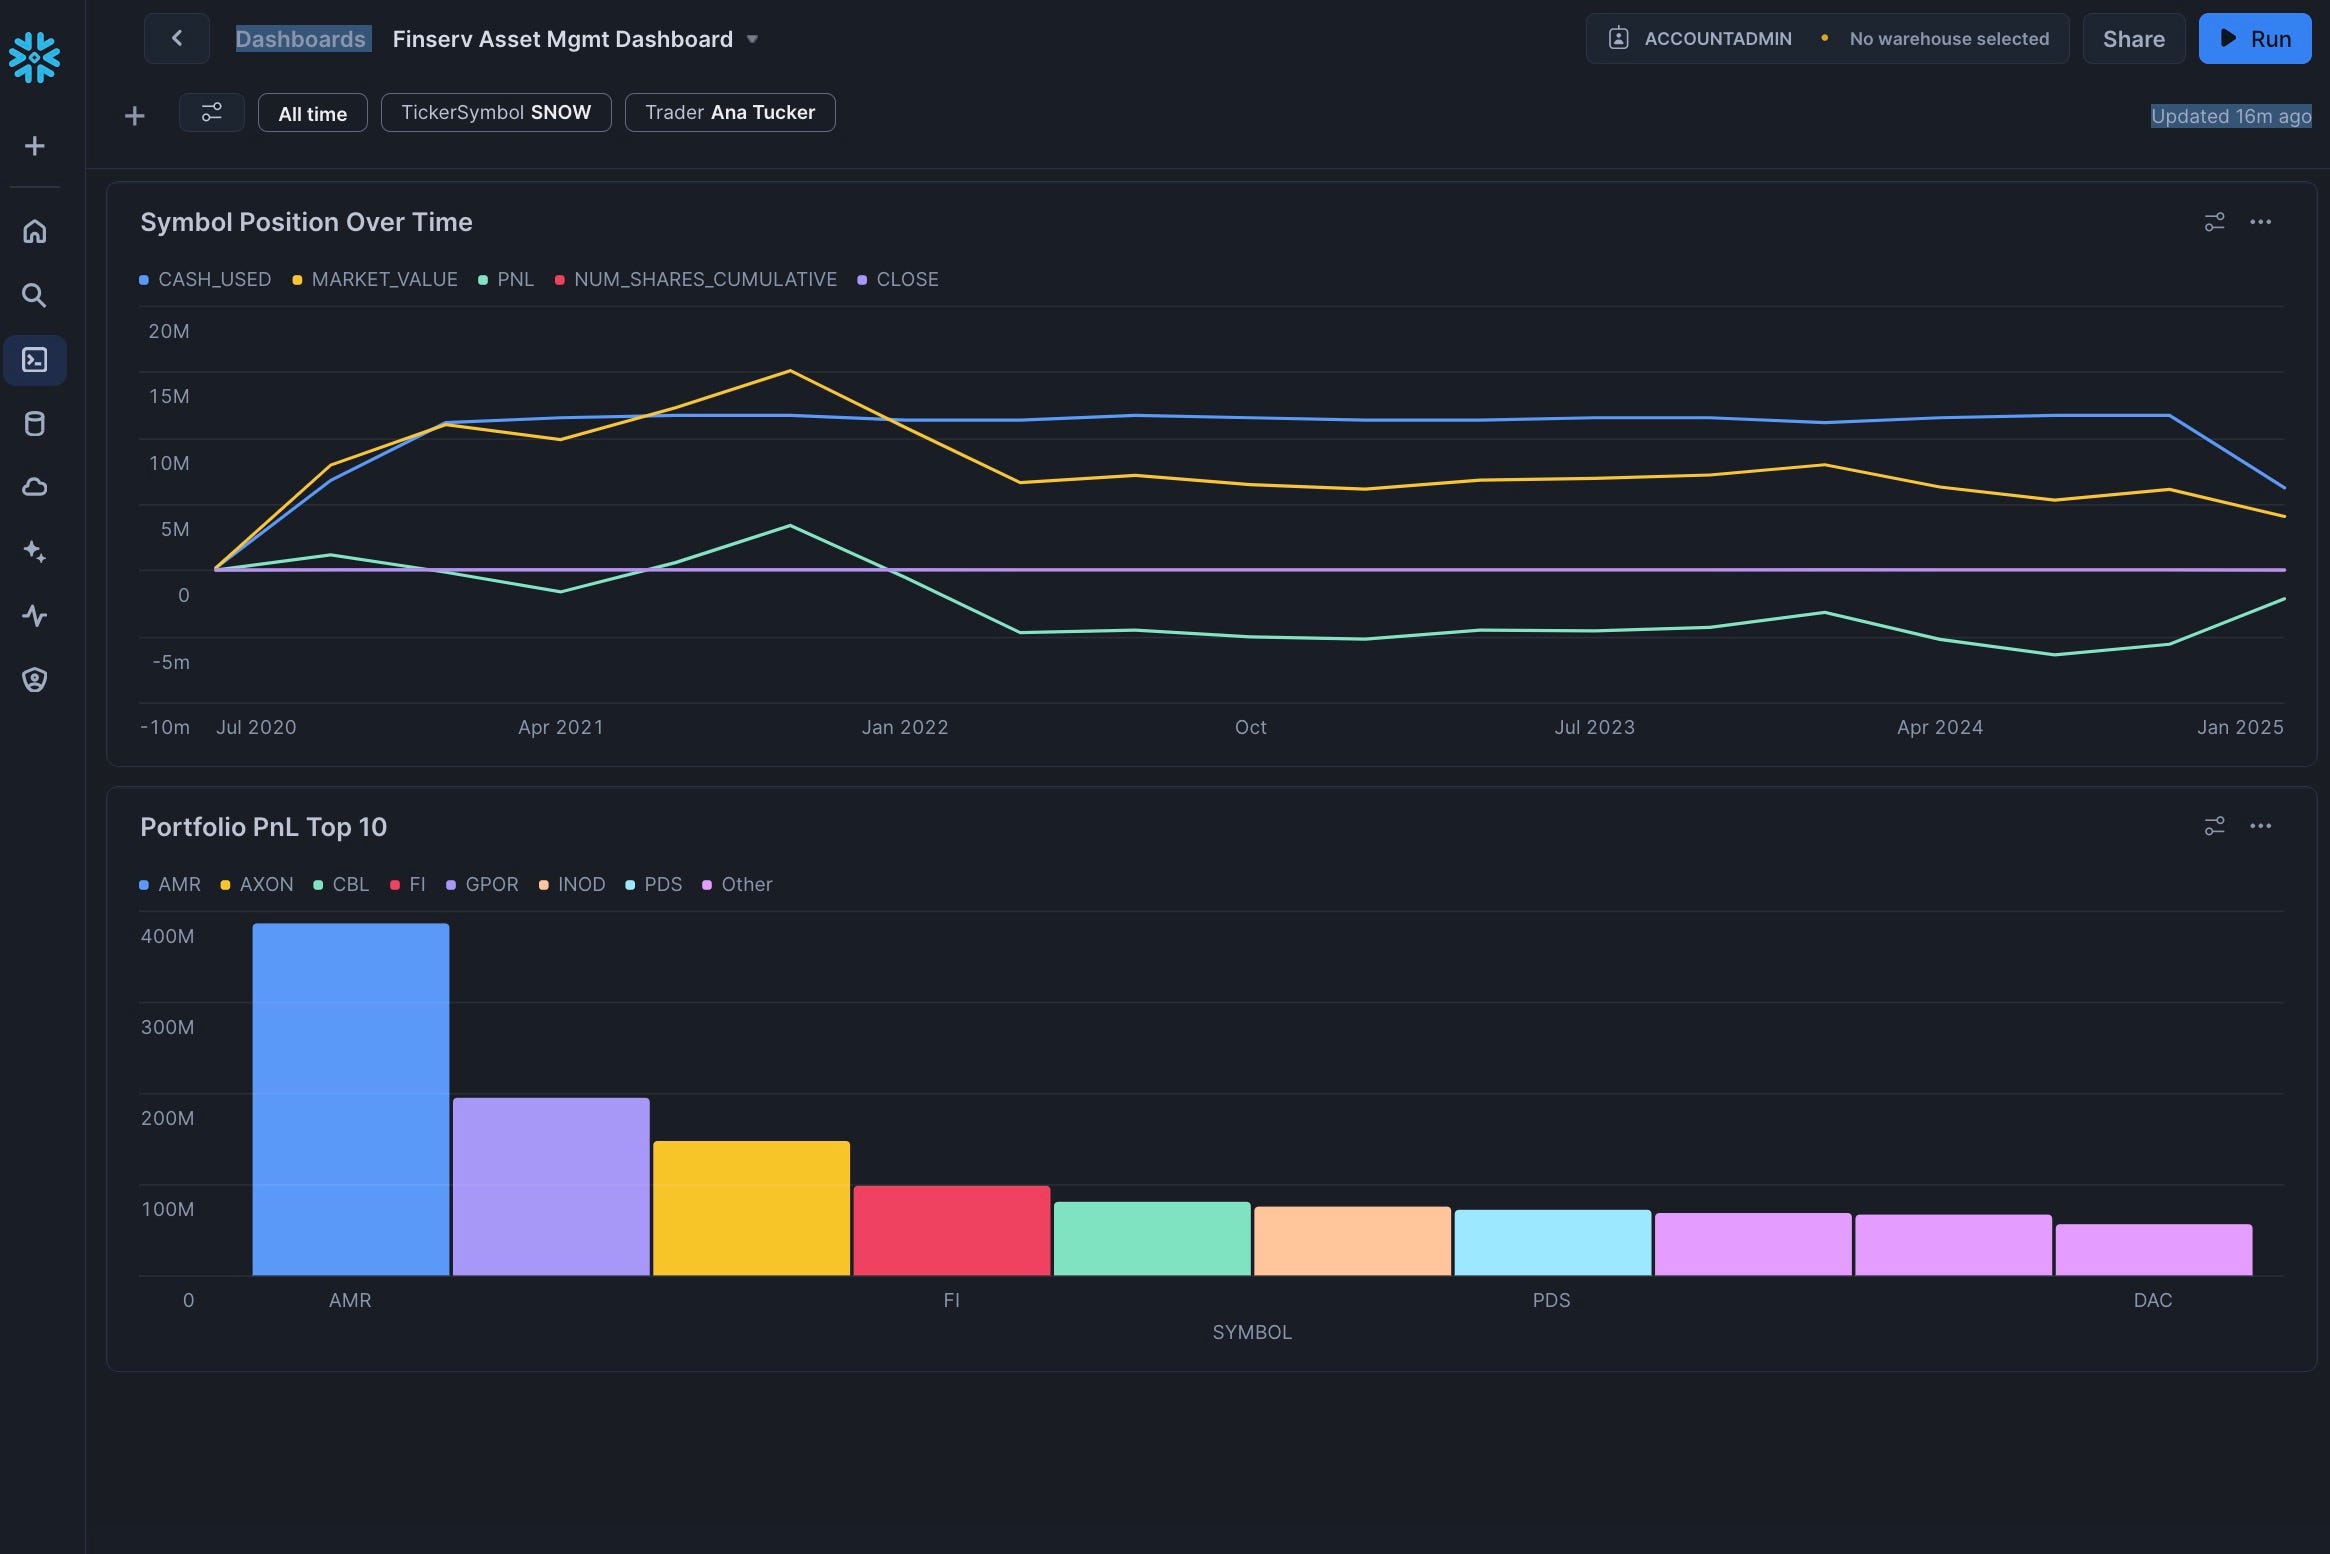 Dashboards Finserv Asset Mgmt Dashboard ACCOUNTADMIN No warehouse selected Share Run
All time TickerSymbol SNOW Trader Ana Tucker Updated 16m ago
Symbol Position Over Time
CASH_USED MARKET_VALUE PNL NUM_SHARES_CUMULATIVE CLOSE
20M
15M
10M
5M
0
-5m
-10m Jul 2020 Apr 2021 Jan 2022 Oct Jul 2023 Apr 2024 Jan 2025
Portfolio PnL Top 10
AMR AXON CBL FI GPOR INOD PDS Other
400M
300M
200M
100M
0 AMR FI PDS DAC
SYMBOL